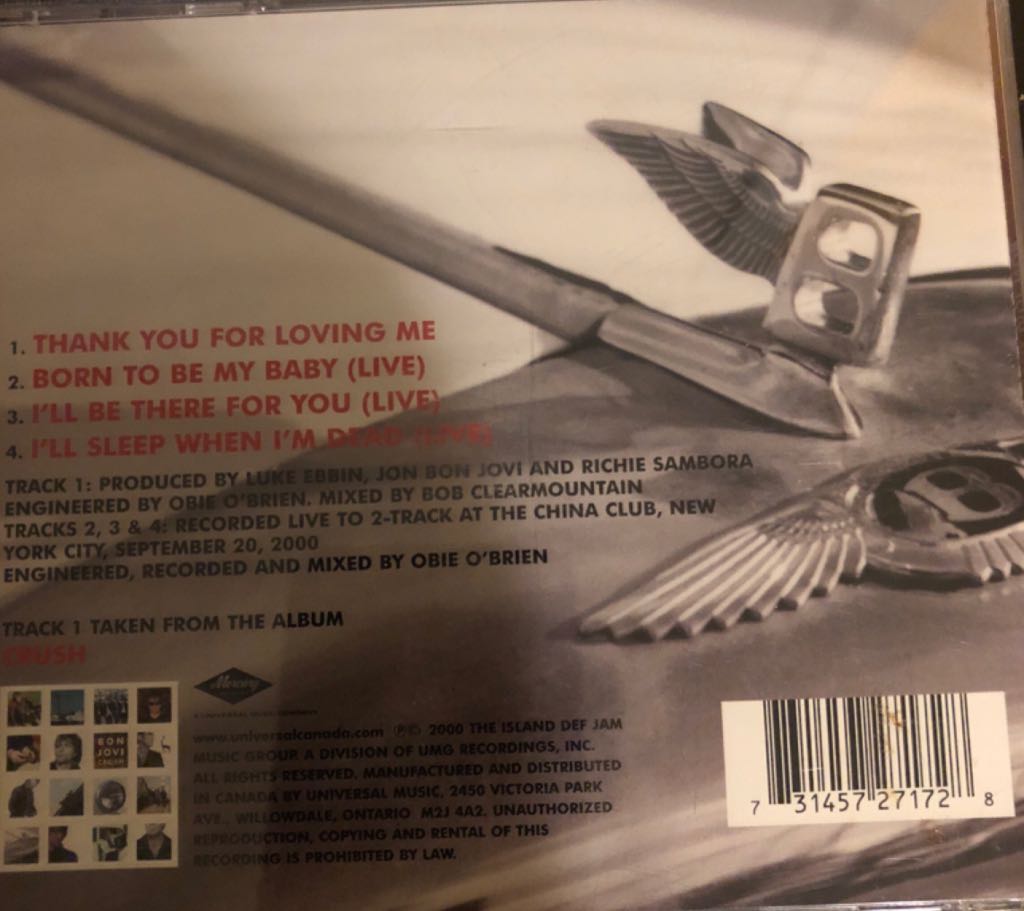 1. THANK YOU FOR LOVING ME
2. BORN TO BE MY BABY (LIVE)
3. I'LL BE THERE FOR YOU (LIVE)
4. I'LL SLEEP WHEN I'M DEAD (LIVE)
TRACK 1: PRODUCED BY LUKE EBBIN, JON BON JOVI AND RICHIE SAMBORA
ENGINEERED BY OBIE O'BRIEN. MIXED BY BOB CLEARMOUNTAIN
TRACKS 2, 3 & 4: RECORDED LIVE TO 2-TRACK AT THE CHINA CLUB, NEW
YORK CITY, SEPTEMBER 20, 2000
ENGINEERED, RECORDED AND MIXED BY OBIE O'BRIEN
TRACK 1 TAKEN FROM THE ALBUM
CRUSH
BON
JOVI
CRUSH
Mercury
A UNIVERSAL MUSIC COMPANY
www.universalcanada.com ℗© 2000 THE ISLAND DEF JAM
MUSIC GROUP A DIVISION OF UMG RECORDINGS, INC.
ALL RIGHTS RESERVED. MANUFACTURED AND DISTRIBUTED
IN CANADA BY UNIVERSAL MUSIC, 2450 VICTORIA PARK
AVE., WILLOWDALE, ONTARIO M2J 4A2. UNAUTHORIZED
REPRODUCTION, COPYING AND RENTAL OF THIS
RECORDING IS PROHIBITED BY LAW.
B
B
7 31457 27172 8